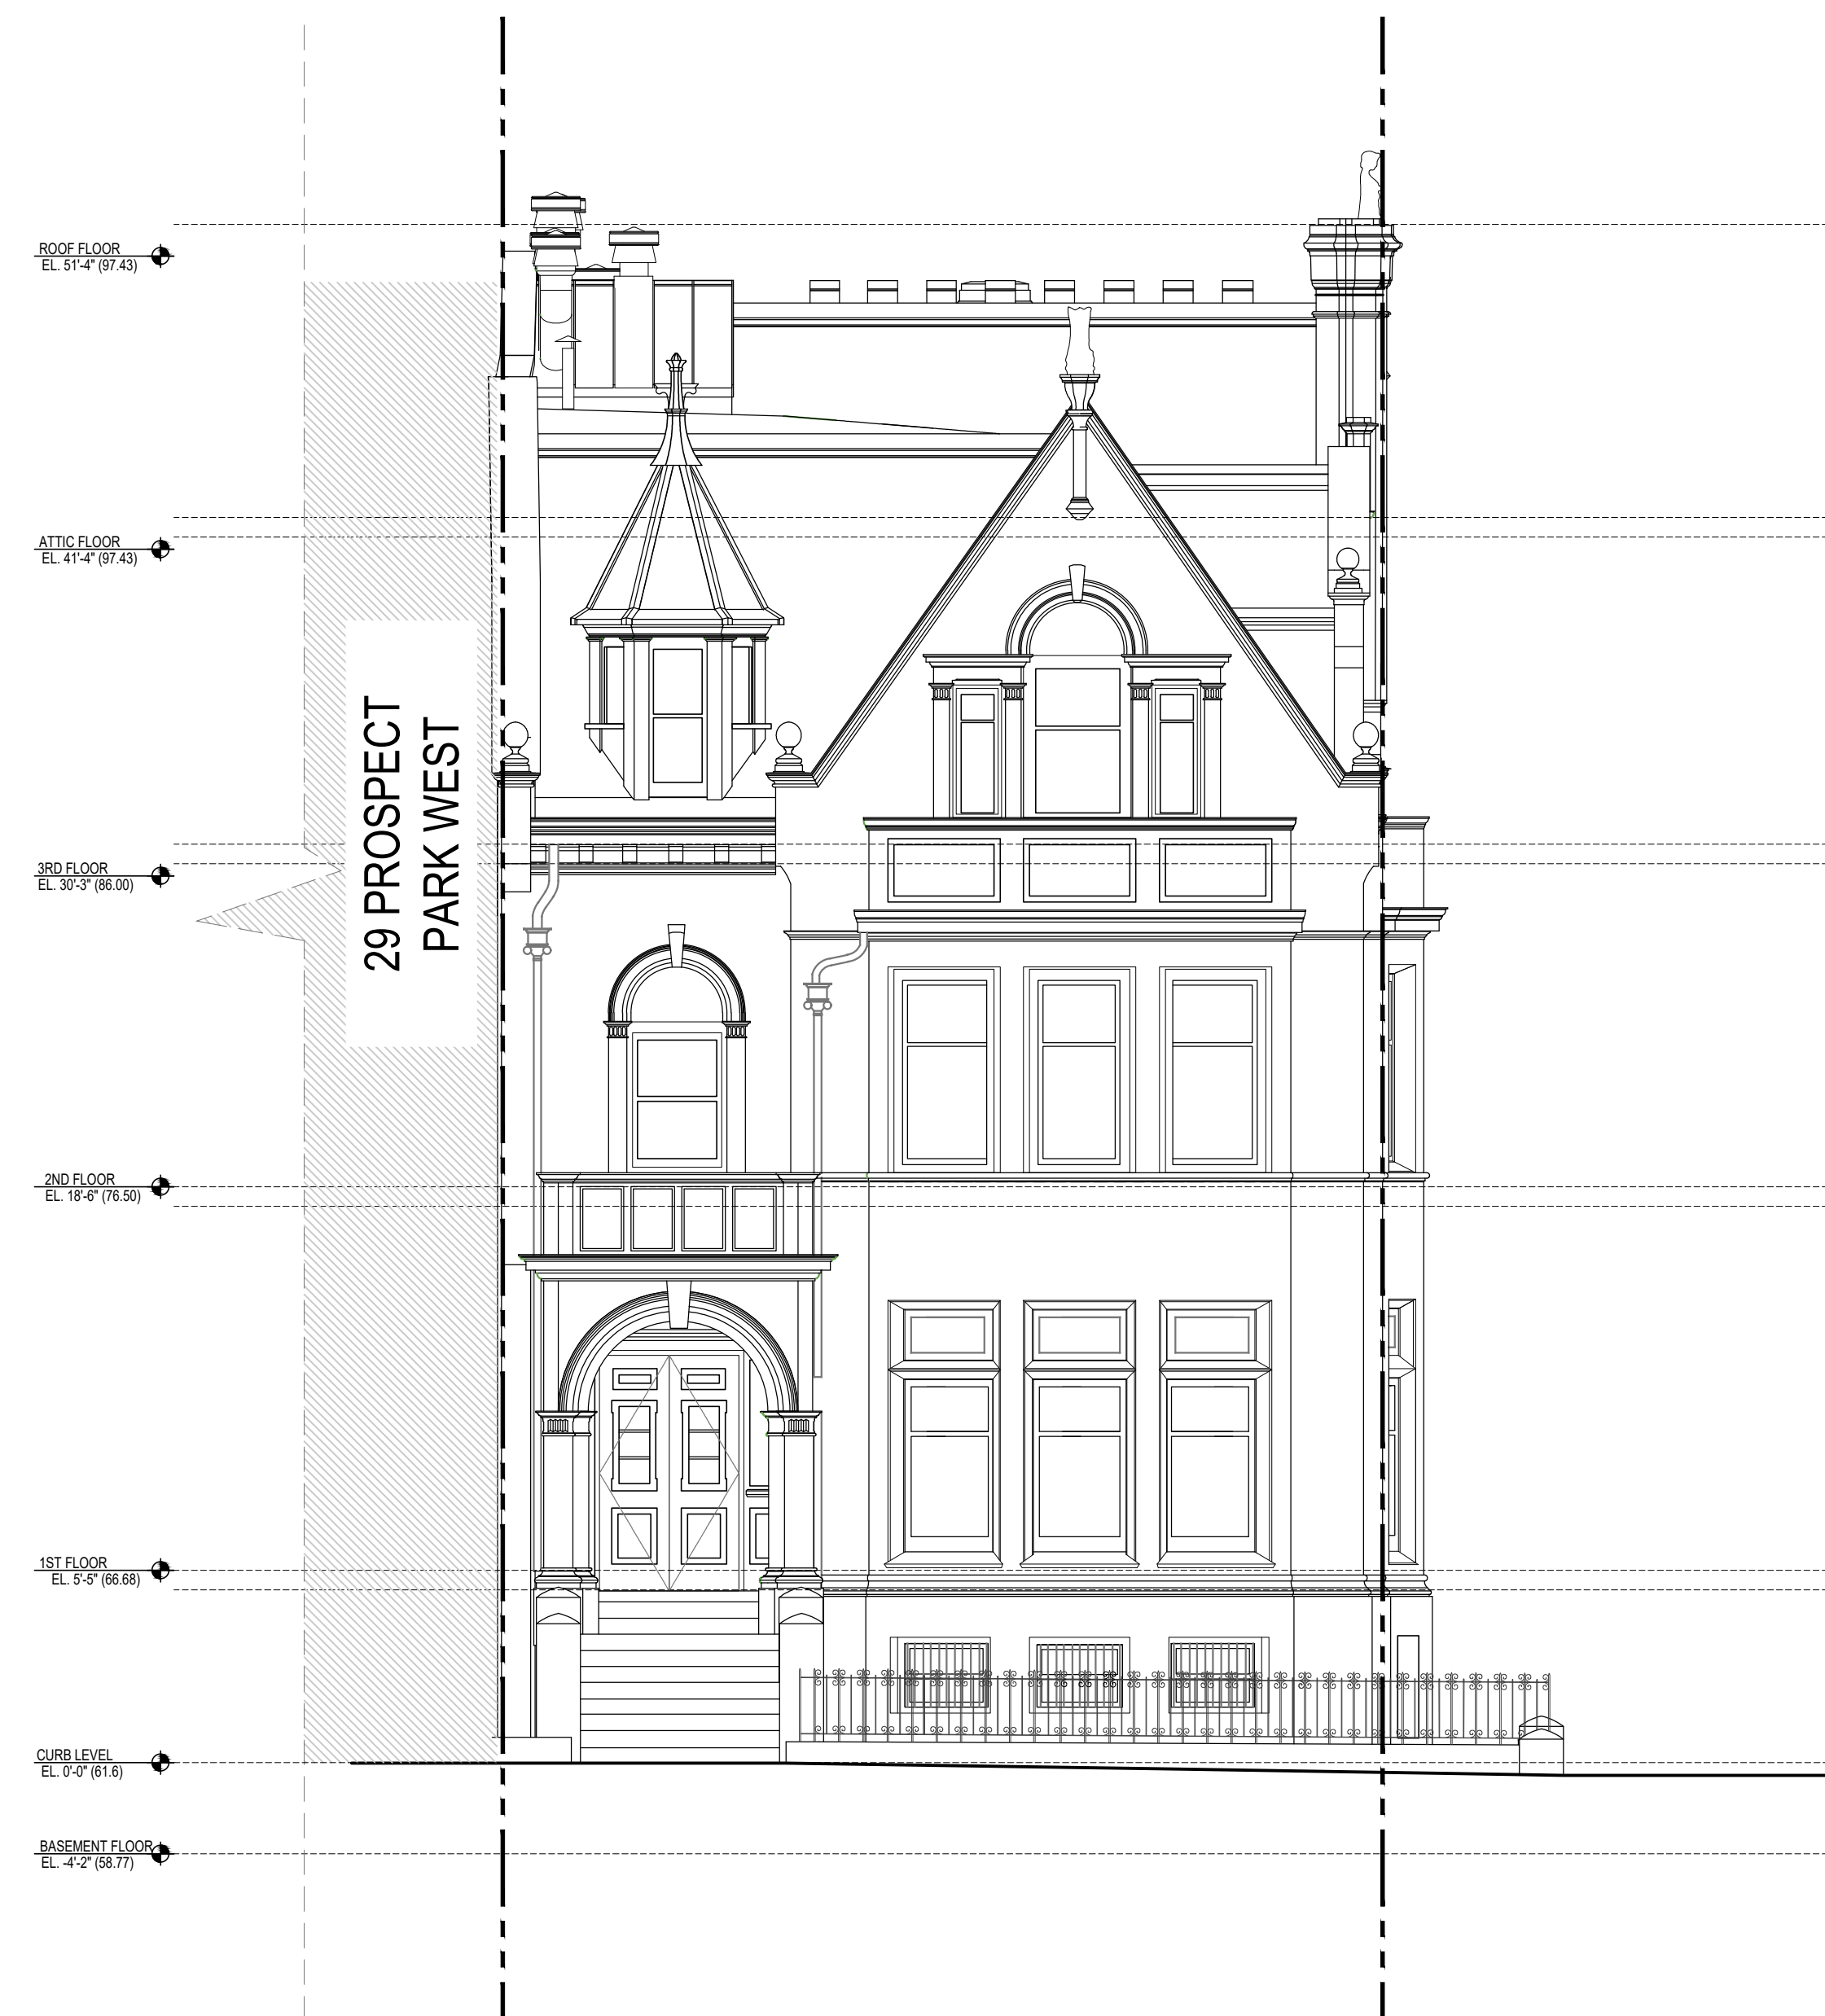 ROOF FLOOR
EL. 51'-4" (97.43)
ATTIC FLOOR
EL. 41'-4" (97.43)
29 PROSPECT
PARK WEST
3RD FLOOR
EL. 30'-3" (86.00)
2ND FLOOR
EL. 18'-6" (76.50)
1ST FLOOR
EL. 5'-5" (66.68)
CURB LEVEL
EL. 0'-0" (61.6)
BASEMENT FLOOR
EL. -4'-2" (58.77)